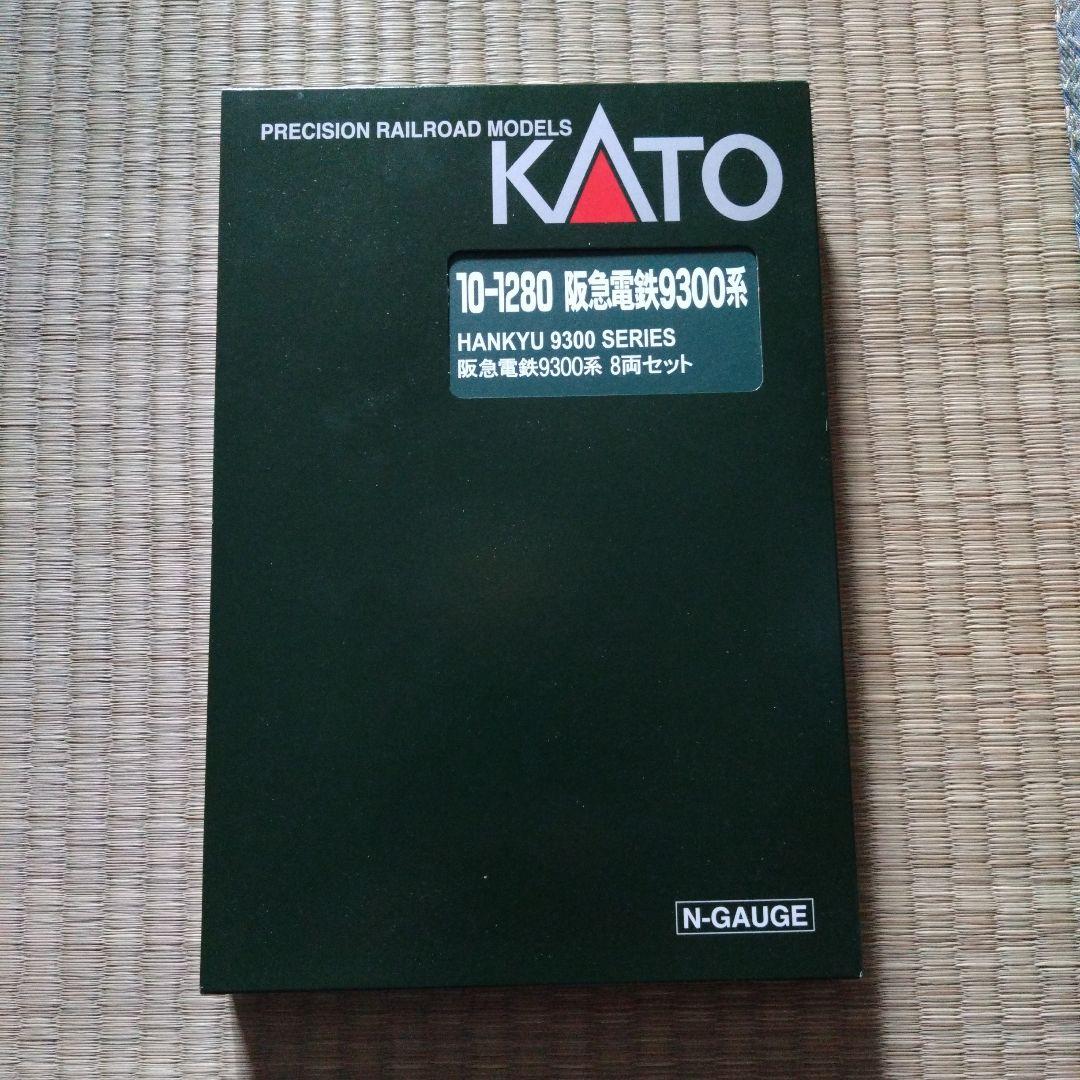 PRECISION RAILROAD MODELS
KATO
10-1280 阪急電鉄9300系
HANKYU 9300 SERIES
阪急電鉄9300系 8両セット
N-GAUGE